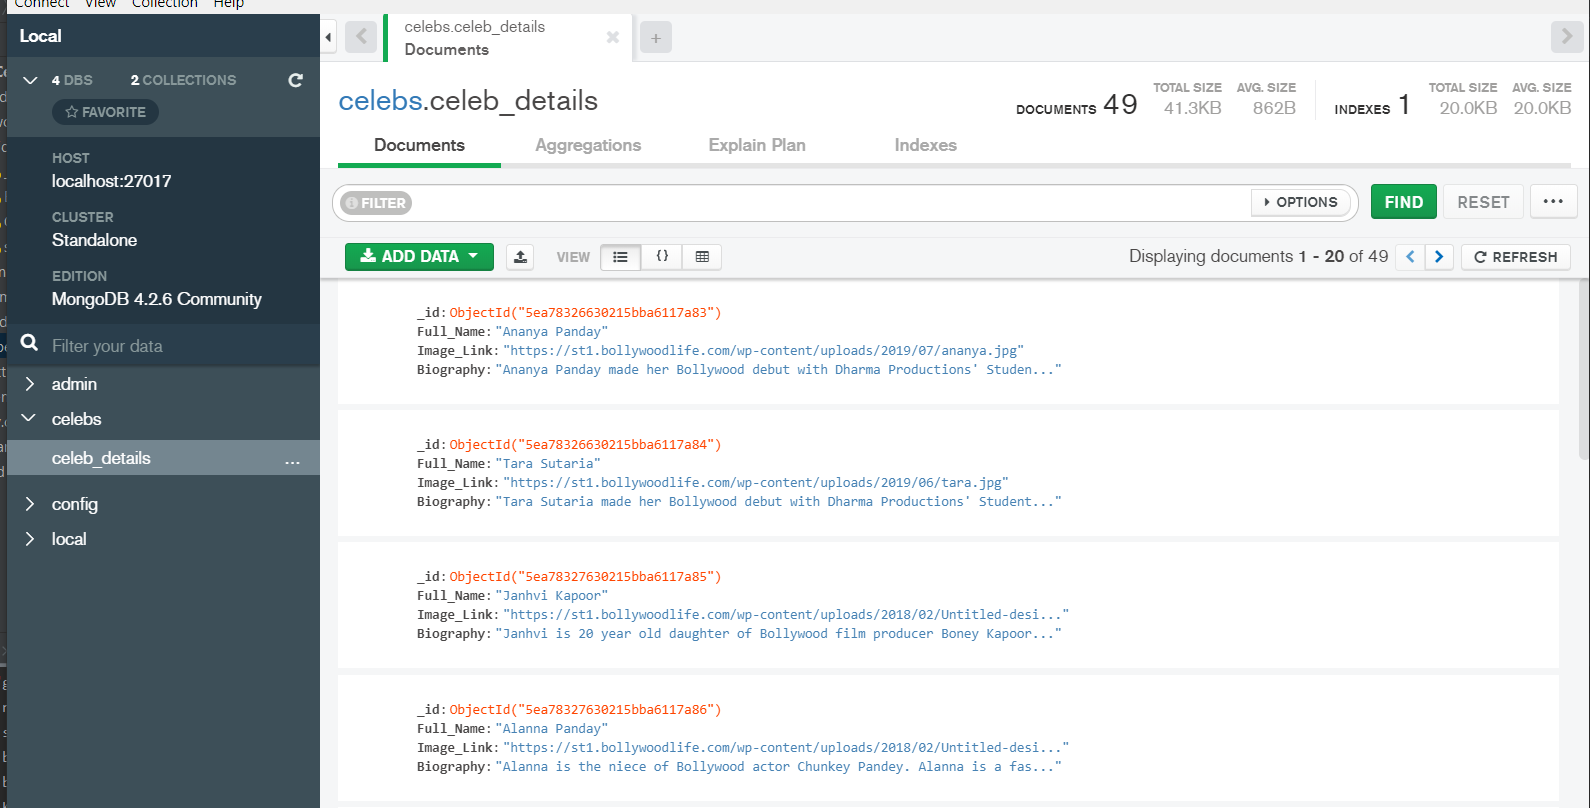 Connect View Collection Help
Local
4 DBS 2 COLLECTIONS
FAVORITE
HOST
localhost:27017
CLUSTER
Standalone
EDITION
MongoDB 4.2.6 Community
Filter your data
admin
celebs
celeb_details ...
config
local
celebs.celeb_details
Documents
celebs.celeb_details
DOCUMENTS 49
TOTAL SIZE
41.3KB
AVG. SIZE
862B
INDEXES 1
TOTAL SIZE
20.0KB
AVG. SIZE
20.0KB
Documents Aggregations Explain Plan Indexes
FILTER
OPTIONS
FIND
RESET
...
ADD DATA
VIEW
{}
Displaying documents 1 - 20 of 49
REFRESH
_id: ObjectId("5ea78326630215bba6117a83")
Full_Name: "Ananya Panday"
Image_Link: "https://st1.bollywoodlife.com/wp-content/uploads/2019/07/ananya.jpg"
Biography: "Ananya Panday made her Bollywood debut with Dharma Productions' Studen..."
_id: ObjectId("5ea78326630215bba6117a84")
Full_Name: "Tara Sutaria"
Image_Link: "https://st1.bollywoodlife.com/wp-content/uploads/2019/06/tara.jpg"
Biography: "Tara Sutaria made her Bollywood debut with Dharma Productions' Student..."
_id: ObjectId("5ea78327630215bba6117a85")
Full_Name: "Janhvi Kapoor"
Image_Link: "https://st1.bollywoodlife.com/wp-content/uploads/2018/02/Untitled-desi..."
Biography: "Janhvi is 20 year old daughter of Bollywood film producer Boney Kapoor..."
_id: ObjectId("5ea78327630215bba6117a86")
Full_Name: "Alanna Panday"
Image_Link: "https://st1.bollywoodlife.com/wp-content/uploads/2018/02/Untitled-desi..."
Biography: "Alanna is the niece of Bollywood actor Chunkey Pandey. Alanna is a fas..."